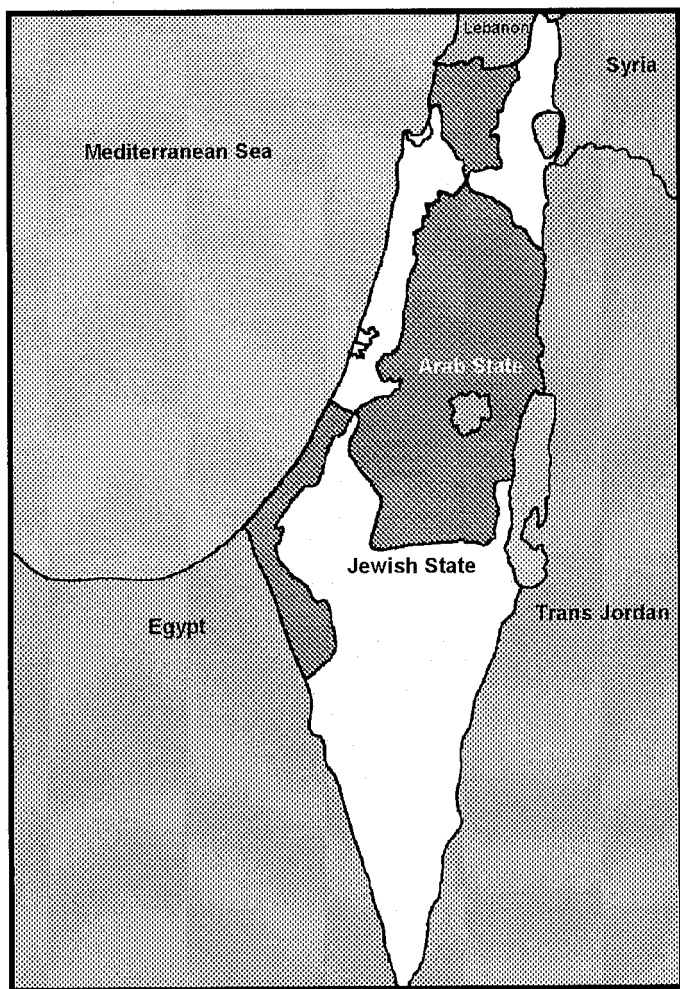 Lebanon
Syria
Mediterranean Sea
Arab State
Jewish State
Egypt
Trans Jordan